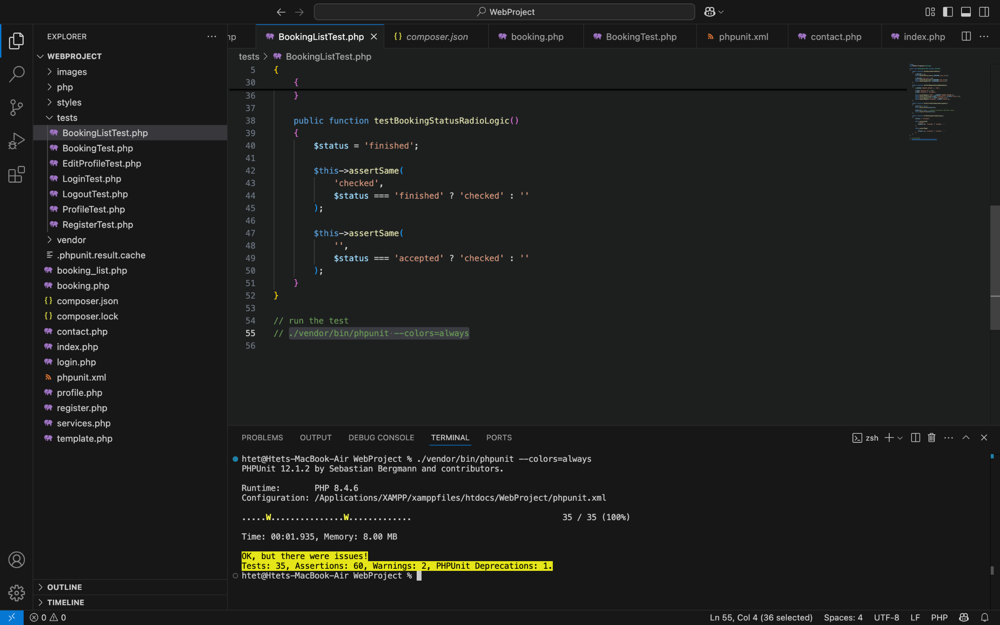 WebProject
EXPLORER
WEBPROJECT
images
php
styles
tests
BookingListTest.php
BookingTest.php
EditProfileTest.php
LoginTest.php
LogoutTest.php
ProfileTest.php
RegisterTest.php
vendor
.phpunit.result.cache
booking_list.php
booking.php
composer.json
composer.lock
contact.php
index.php
login.php
phpunit.xml
profile.php
register.php
services.php
template.php
OUTLINE
TIMELINE
BookingListTest.php
composer.json
booking.php
BookingTest.php
phpunit.xml
contact.php
index.php
tests > BookingListTest.php
5 {
30 {
36 }
37
38 public function testBookingStatusRadioLogic()
39 {
40 $status = 'finished';
41
42 $this->assertSame(
43 'checked',
44 $status === 'finished' ? 'checked' : ''
45 );
46
47 $this->assertSame(
48 '',
49 $status === 'accepted' ? 'checked' : ''
50 );
51 }
52 }
53
54 // run the test
55 // ./vendor/bin/phpunit --colors=always
56
PROBLEMS OUTPUT DEBUG CONSOLE TERMINAL PORTS
zsh
htet@Htets-MacBook-Air WebProject % ./vendor/bin/phpunit --colors=always
PHPUnit 12.1.2 by Sebastian Bergmann and contributors.
Runtime: PHP 8.4.6
Configuration: /Applications/XAMPP/xamppfiles/htdocs/WebProject/phpunit.xml
.....W...............W............. 35 / 35 (100%)
Time: 00:01.935, Memory: 8.00 MB
OK, but there were issues!
Tests: 35, Assertions: 60, Warnings: 2, PHPUnit Deprecations: 1.
htet@Htets-MacBook-Air WebProject %
0 0
Ln 55, Col 4 (36 selected) Spaces: 4 UTF-8 LF PHP